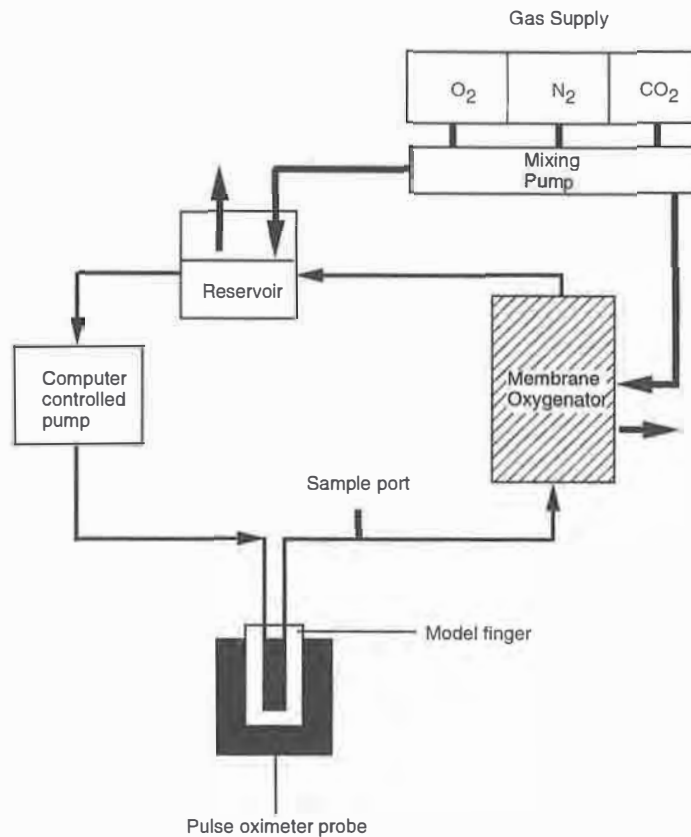 Gas Supply
O2
N2
CO2
Mixing
Pump
Reservoir
Computer
controlled
pump
Membrane
Oxygenator
Sample port
Model finger
Pulse oximeter probe